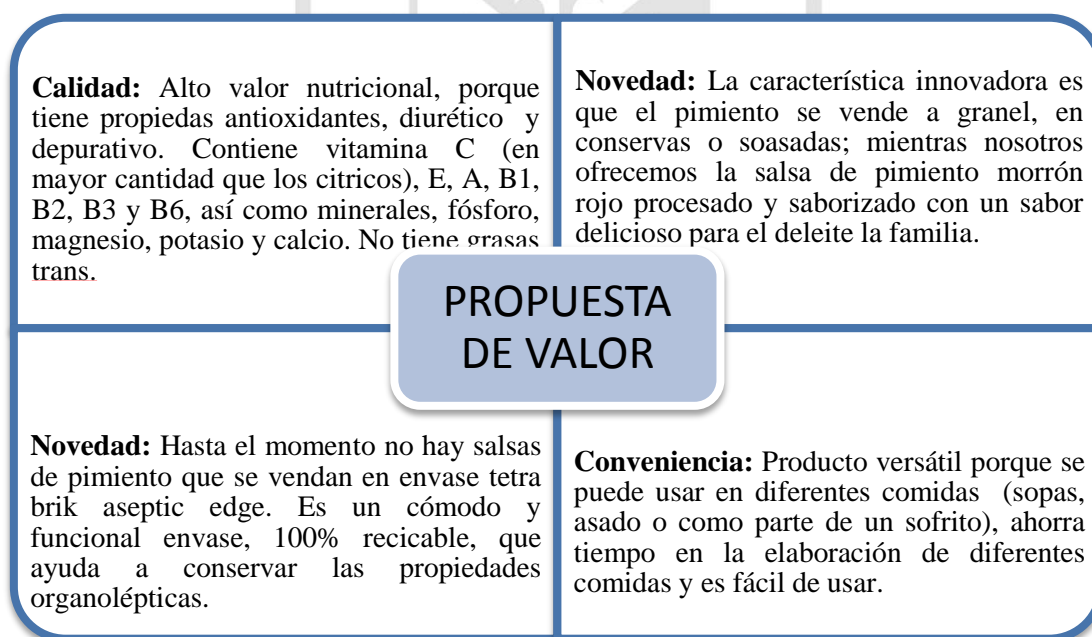 Calidad: Alto valor nutricional, porque
tiene propiedas antioxidantes, diurético y
depurativo. Contiene vitamina C (en
mayor cantidad que los citricos), E, A, B1,
B2, B3 y B6, así como minerales, fósforo,
magnesio, potasio y calcio. No tiene grasas
trans.
Novedad: La característica innovadora es
que el pimiento se vende a granel, en
conservas o soasadas; mientras nosotros
ofrecemos la salsa de pimiento morrón
rojo procesado y saborizado con un sabor
delicioso para el deleite la familia.
PROPUESTA
DE VALOR
Novedad: Hasta el momento no hay salsas
de pimiento que se vendan en envase tetra
brik aseptic edge. Es un cómodo y
funcional envase, 100% recicable, que
ayuda a conservar las propiedades
organolépticas.
Conveniencia: Producto versátil porque se
puede usar en diferentes comidas (sopas,
asado o como parte de un sofrito), ahorra
tiempo en la elaboración de diferentes
comidas y es fácil de usar.